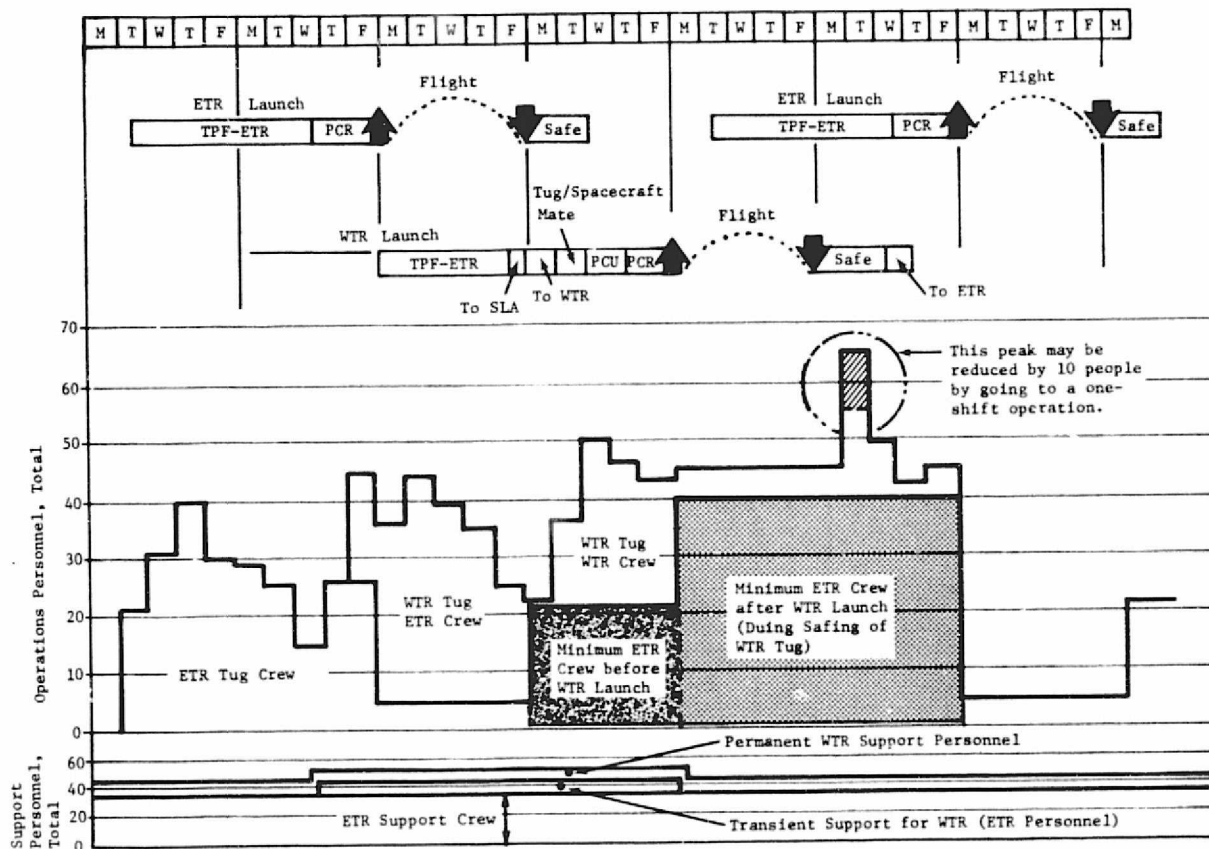 M T W T F M T W T F M T W T F M T W T F M T W T F M T W T F M T W T F M
Flight
Flight
ETR Launch
ETR Launch
TPF-ETR PCR Safe
TPF-ETR PCR Safe
Tug/Spacecraft
Mate
Flight
WTR Launch
TPF-ETR PCU PCR Safe
To SLA To WTR
To ETR
70
60
50
40
30
20
10
0
Operations Personnel, Total
This peak may be
reduced by 10 people
by going to a one-
shift operation.
WTR Tug
WTR Crew
WTR Tug
ETR Crew
ETR Tug Crew
Minimum ETR
Crew before
WTR Launch
Minimum ETR Crew
after WTR Launch
(Duing Safing of
WTR Tug)
Support
Personnel,
Total
60
40
20
0
Permanent WTR Support Personnel
ETR Support Crew
Transient Support for WTR (ETR Personnel)